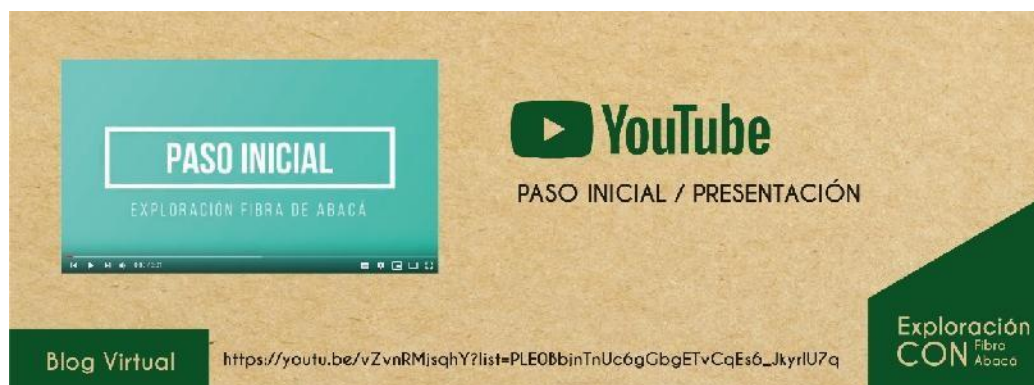 PASO INICIAL
EXPLORACIÓN FIBRA DE ABACÁ
YouTube
PASO INICIAL / PRESENTACIÓN
Blog Virtual
https://youtu.be/vZvnRMjsqhY?list=PLE0BbjnTnUc6gGbgETvCqEs6_JkyrlU7q
Exploración
CON Fibra
Abacá